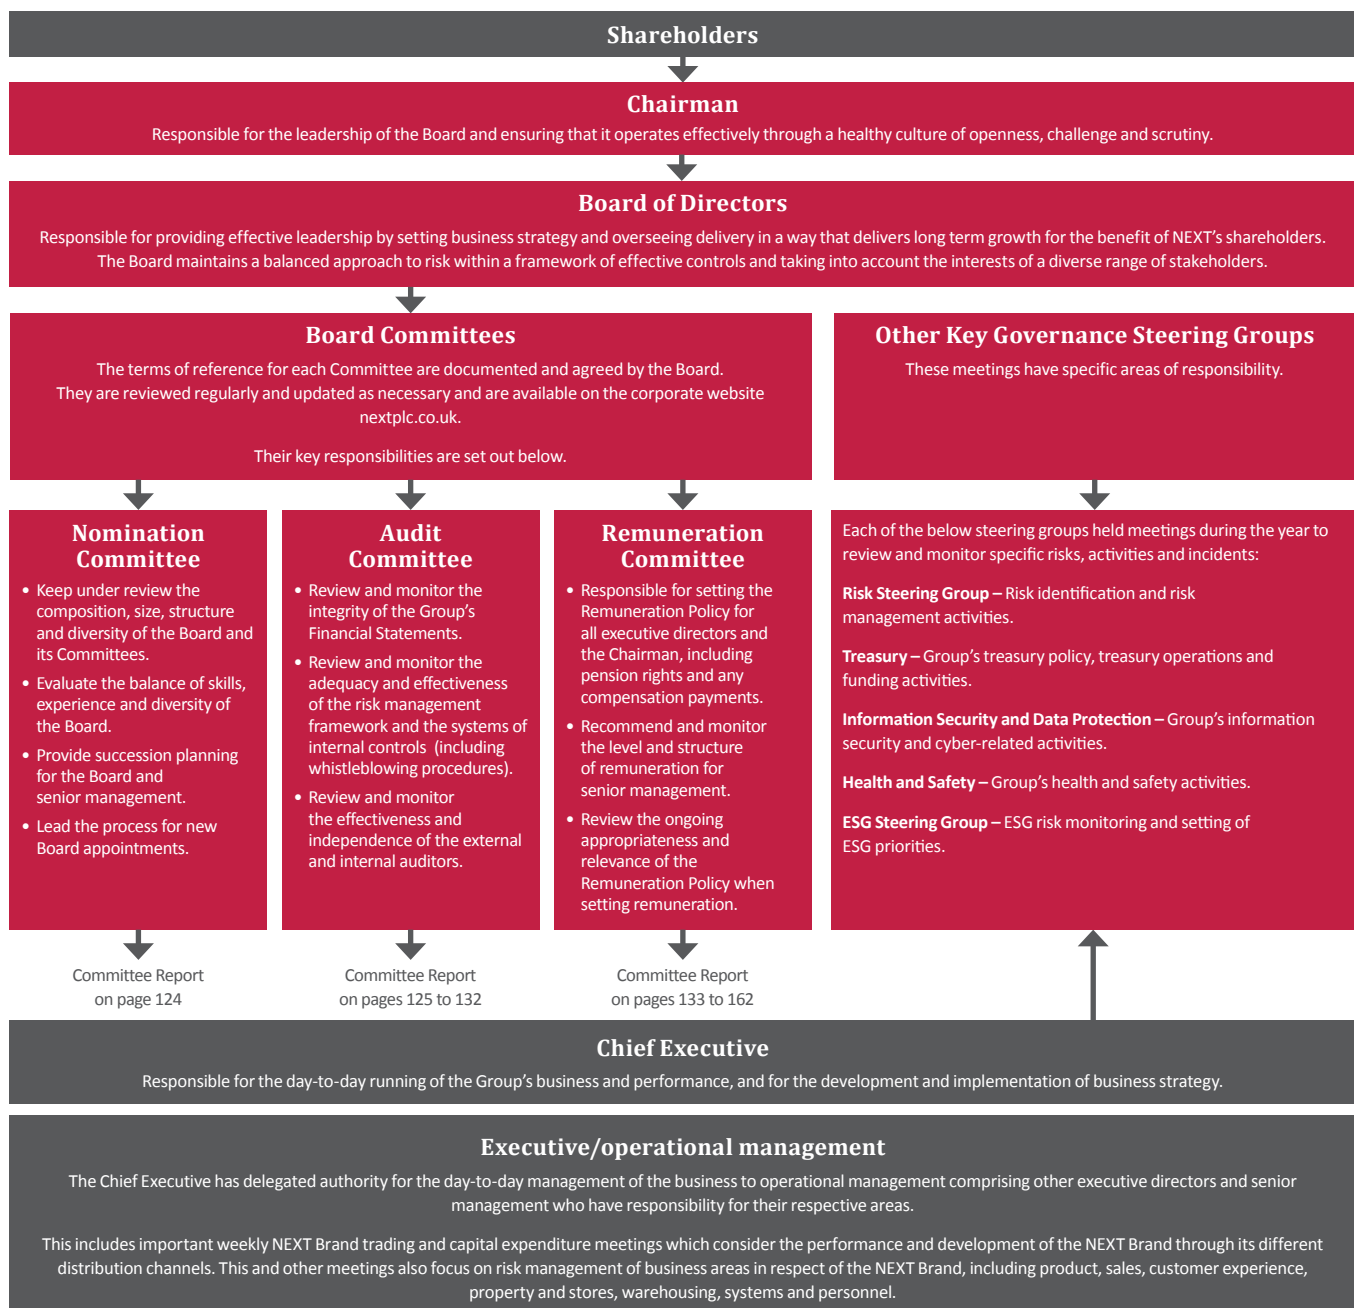 Shareholders
Chairman
Responsible for the leadership of the Board and ensuring that it operates effectively through a healthy culture of openness, challenge and scrutiny.
Board of Directors
Responsible for providing effective leadership by setting business strategy and overseeing delivery in a way that delivers long term growth for the benefit of NEXT’s shareholders.
The Board maintains a balanced approach to risk within a framework of effective controls and taking into account the interests of a diverse range of stakeholders.
Board Committees
The terms of reference for each Committee are documented and agreed by the Board.
They are reviewed regularly and updated as necessary and are available on the corporate website
nextplc.co.uk.
Their key responsibilities are set out below.
Other Key Governance Steering Groups
These meetings have specific areas of responsibility.
Nomination
Committee
• Keep under review the
composition, size, structure
and diversity of the Board and
its Committees.
• Evaluate the balance of skills,
experience and diversity of
the Board.
• Provide succession planning
for the Board and
senior management.
• Lead the process for new
Board appointments.
Audit
Committee
• Review and monitor the
integrity of the Group’s
Financial Statements.
• Review and monitor the
adequacy and effectiveness
of the risk management
framework and the systems of
internal controls (including
whistleblowing procedures).
• Review and monitor
the effectiveness and
independence of the external
and internal auditors.
Remuneration
Committee
• Responsible for setting the
Remuneration Policy for
all executive directors and
the Chairman, including
pension rights and any
compensation payments.
• Recommend and monitor
the level and structure
of remuneration for
senior management.
• Review the ongoing
appropriateness and
relevance of the
Remuneration Policy when
setting remuneration.
Each of the below steering groups held meetings during the year to
review and monitor specific risks, activities and incidents:
Risk Steering Group – Risk identification and risk
management activities.
Treasury – Group’s treasury policy, treasury operations and
funding activities.
Information Security and Data Protection – Group’s information
security and cyber-related activities.
Health and Safety – Group’s health and safety activities.
ESG Steering Group – ESG risk monitoring and setting of
ESG priorities.
Committee Report
on page 124
Committee Report
on pages 125 to 132
Committee Report
on pages 133 to 162
Chief Executive
Responsible for the day-to-day running of the Group’s business and performance, and for the development and implementation of business strategy.
Executive/operational management
The Chief Executive has delegated authority for the day-to-day management of the business to operational management comprising other executive directors and senior
management who have responsibility for their respective areas.
This includes important weekly NEXT Brand trading and capital expenditure meetings which consider the performance and development of the NEXT Brand through its different
distribution channels. This and other meetings also focus on risk management of business areas in respect of the NEXT Brand, including product, sales, customer experience,
property and stores, warehousing, systems and personnel.